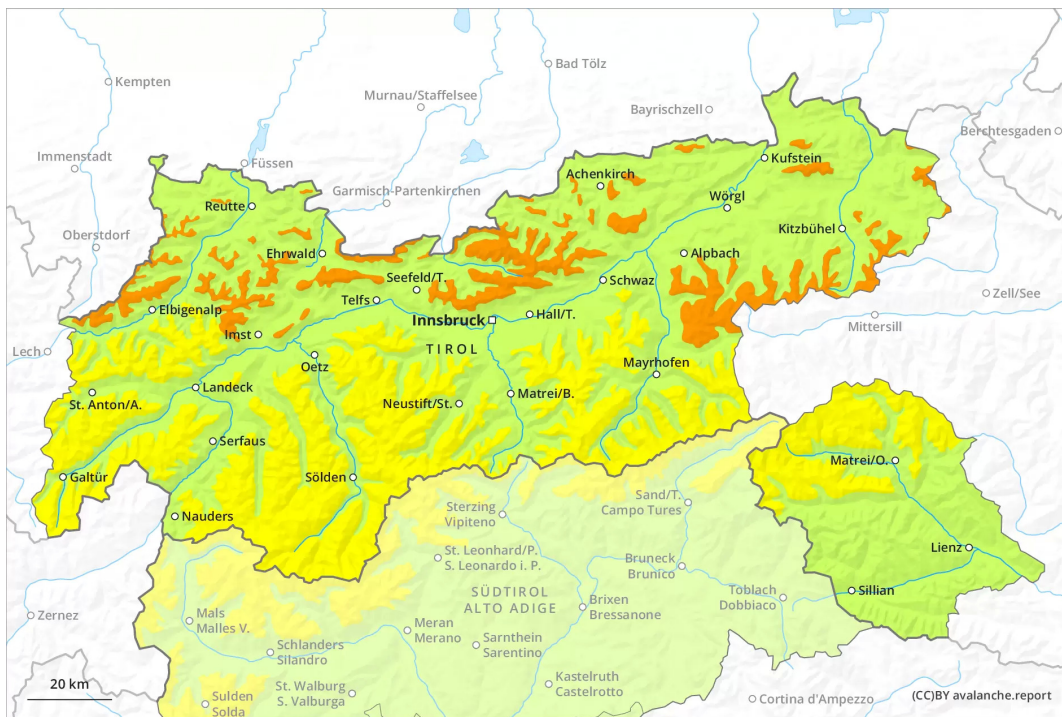 Kempten
Bad Tölz
Murnau/Staffelsee
Bayrischzell
Berchtesgaden
Immenstadt
Füssen
Kufstein
Achenkirch
Garmisch-Partenkirchen
Reutte
Wörgl
Oberstdorf
Kitzbühel
Ehrwald
Alpbach
Seefeld/T.
Schwaz
Zell/See
Telfs
Elbigenalp
Innsbruck
Hall/T.
Mittersill
Imst
Lech
TIROL
Oetz
Mayrhofen
Landeck
St. Anton/A.
Neustift/St.
Matrei/B.
Serfaus
Matrei/O.
Galtür
Sölden
Sand/T.
Campo Tures
Sterzing
Vipiteno
Nauders
Lienz
St. Leonhard/P.
S. Leonardo i. P.
Bruneck
Brunico
Sillian
SÜDTIROL
ALTO ADIGE
Toblach
Dobbiaco
Brixen
Bressanone
Zernez
Mals
Malles V.
Meran
Merano
Sarnthein
Sarentino
Schlanders
Silandro
20 km
St. Walburg
S. Valburga
Kastelruth
Castelrotto
Sulden
Solda
Cortina d'Ampezzo
(CC)BY avalanche.report